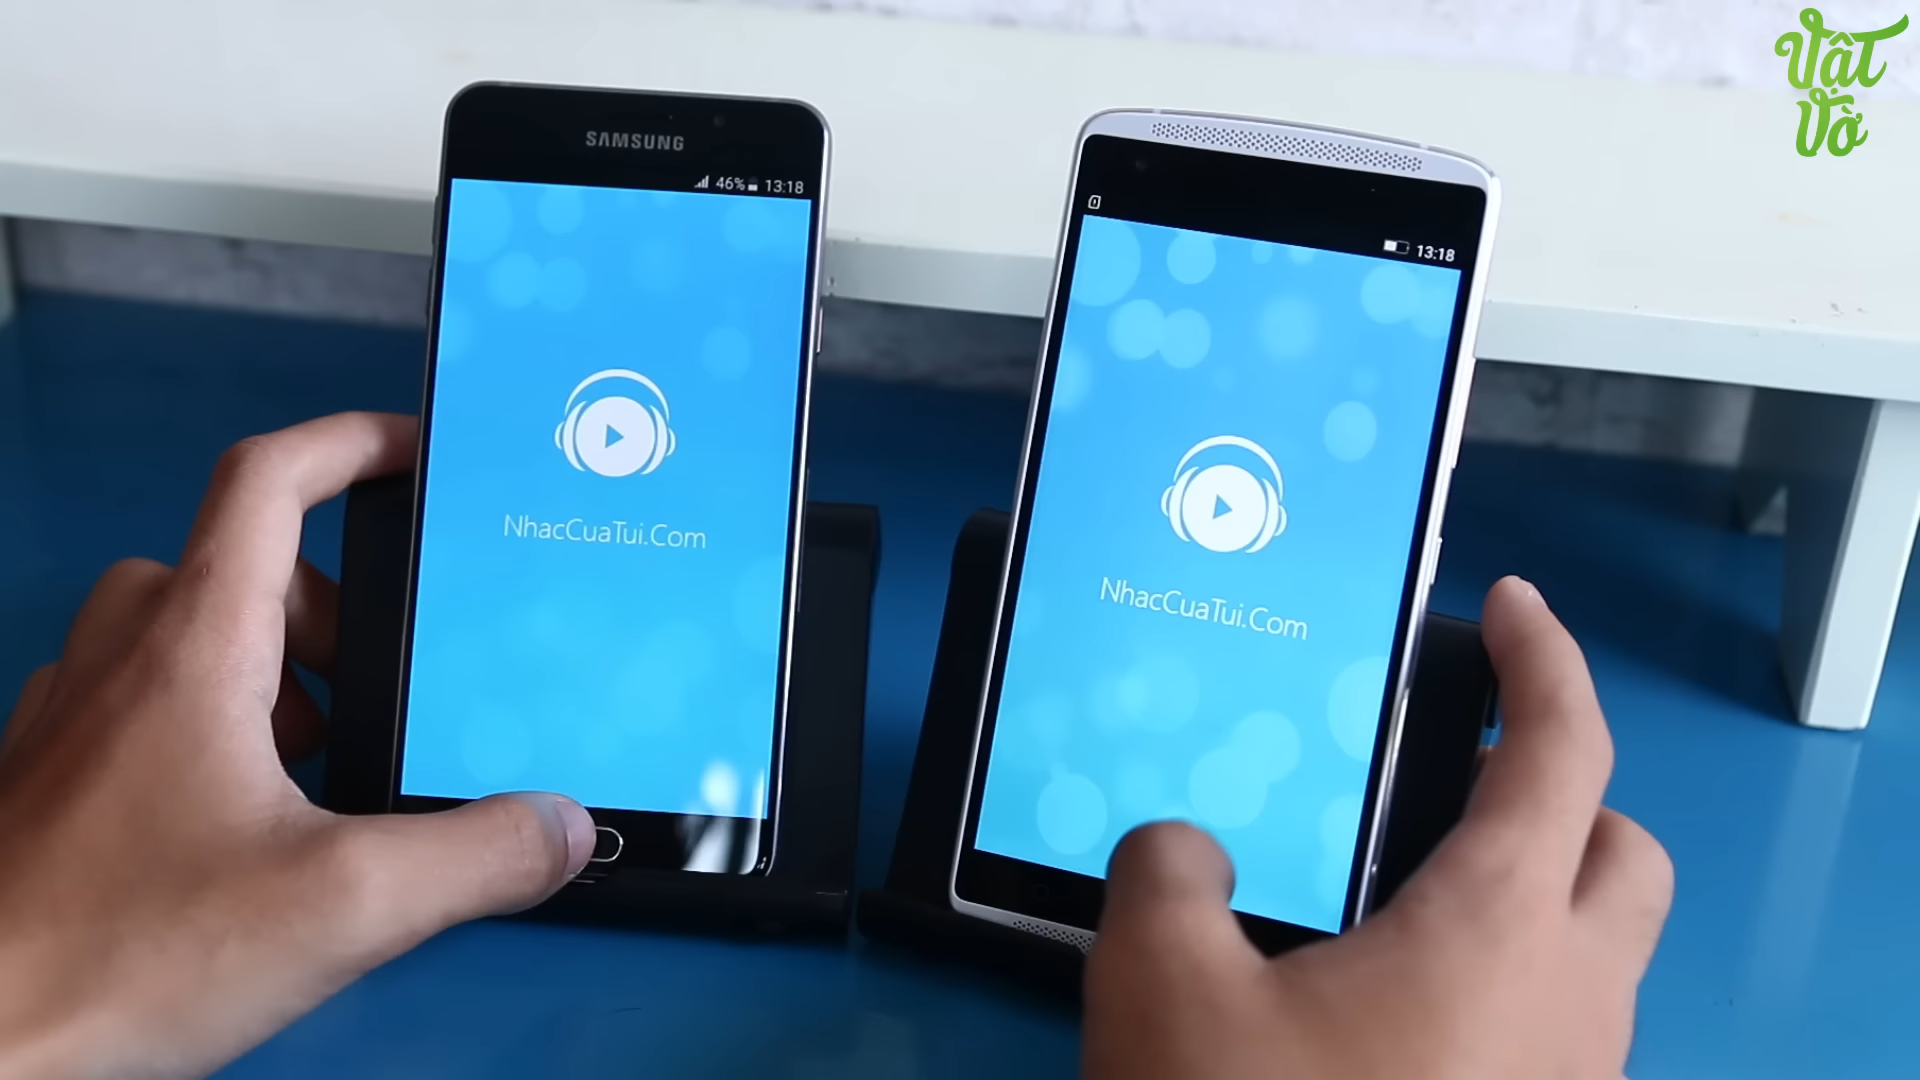 Vật
Vờ
SAMSUNG
46% 13:18
13:18
NhacCuaTui.Com
NhacCuaTui.Com